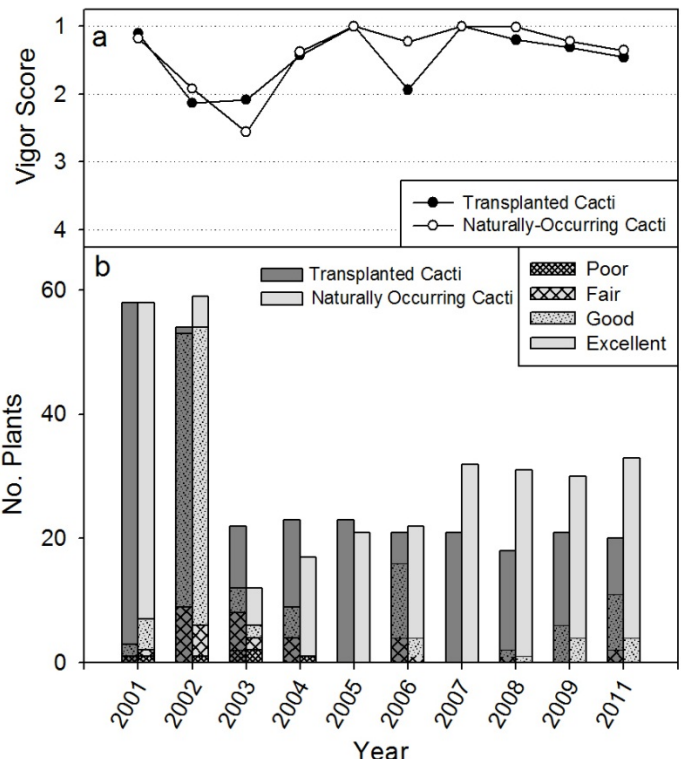 a
Vigor Score
1
2
3
4
Transplanted Cacti
Naturally-Occurring Cacti
b
No. Plants
60
40
20
0
Transplanted Cacti
Naturally Occurring Cacti
Poor
Fair
Good
Excellent
2001
2002
2003
2004
2005
2006
2007
2008
2009
2011
Year